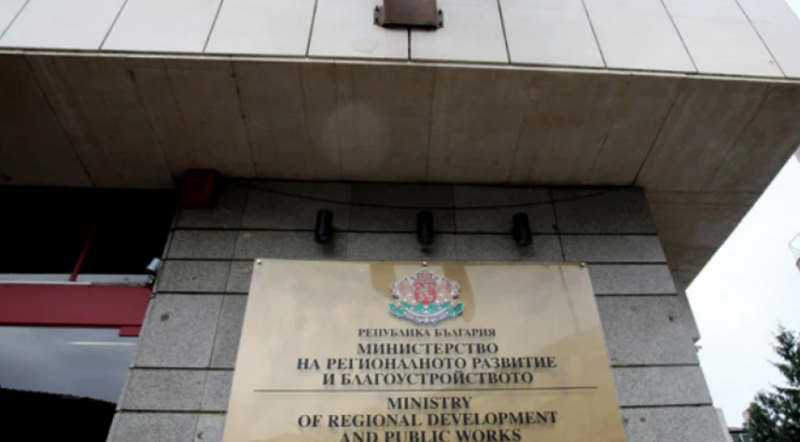 РЕПУБЛИКА БЪЛГАРИЯ
МИНИСТЕРСТВО
НА РЕГИОНАЛНОТО РАЗВИТИЕ
И БЛАГОУСТРОЙСТВОТО
MINISTRY
OF REGIONAL DEVELOPMENT
AND PUBLIC WORKS